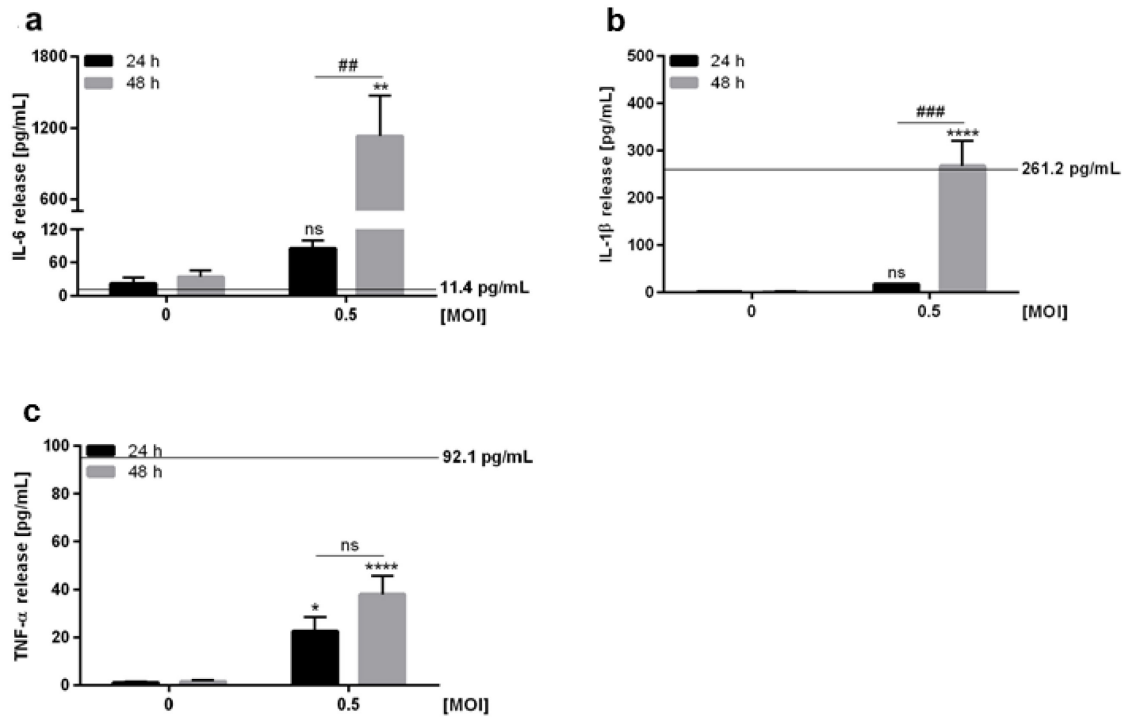 a
IL-6 release [pg/mL]
1800
1200
600
120
60
0
24 h
48 h
##
**
ns
11.4 pg/mL
0
0.5
[MOI]
b
IL-1β release [pg/mL]
500
400
300
200
100
0
24 h
48 h
###
****
261.2 pg/mL
ns
0
0.5
[MOI]
c
TNF-α release [pg/mL]
100
80
60
40
20
0
24 h
48 h
92.1 pg/mL
ns
****
*
0
0.5
[MOI]